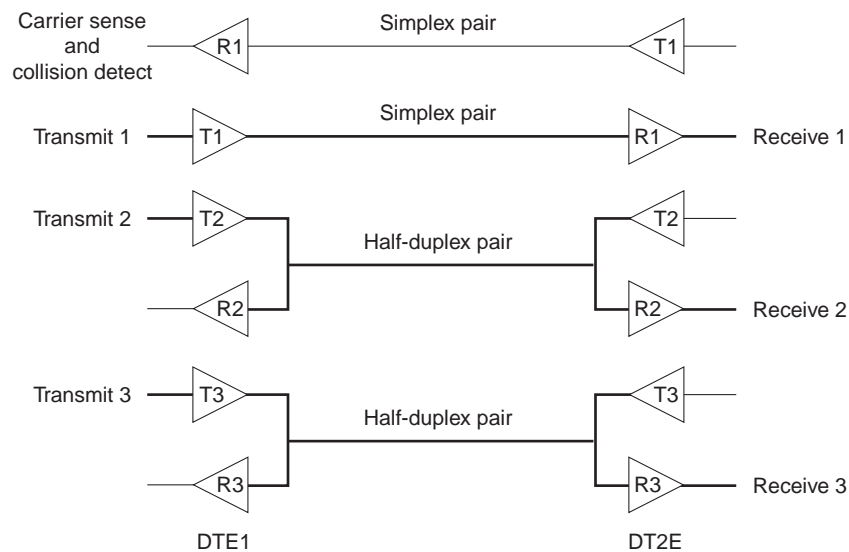 Carrier sense
and
collision detect
R1
Simplex pair
T1
Transmit 1
T1
Simplex pair
R1
Receive 1
Transmit 2
T2
T2
Half-duplex pair
R2
R2
Receive 2
Transmit 3
T3
T3
Half-duplex pair
R3
R3
Receive 3
DTE1
DT2E